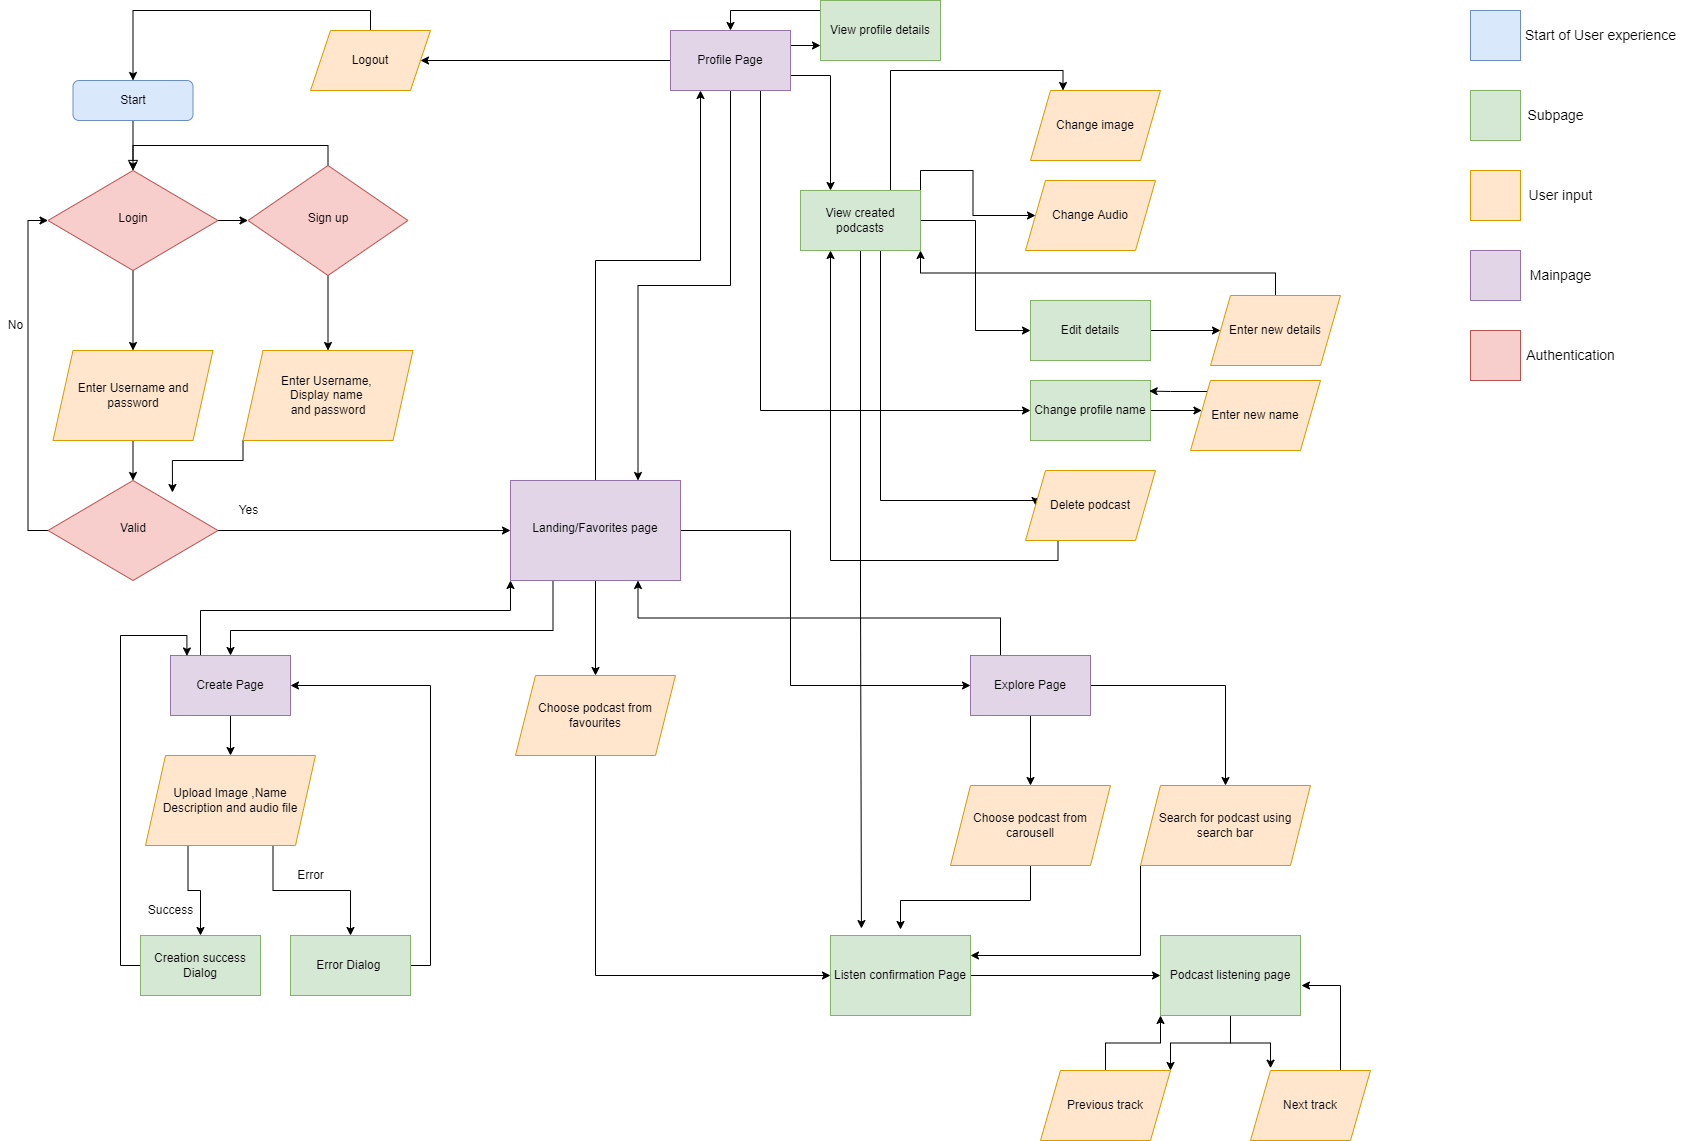 View profile details
Start of User experience
Logout
Profile Page
Start
Subpage
Change image
User input
Login
Sign up
View created
podcasts
Change Audio
Mainpage
No
Edit details
Enter new details
Authentication
Enter Username and
password
Enter Username,
Display name
and password
Change profile name
Enter new name
Yes
Valid
Landing/Favorites page
Delete podcast
Create Page
Choose podcast from
favourites
Explore Page
Upload Image ,Name
Description and audio file
Choose podcast from
carousell
Search for podcast using
search bar
Error
Success
Creation success
Dialog
Error Dialog
Listen confirmation Page
Podcast listening page
Previous track
Next track